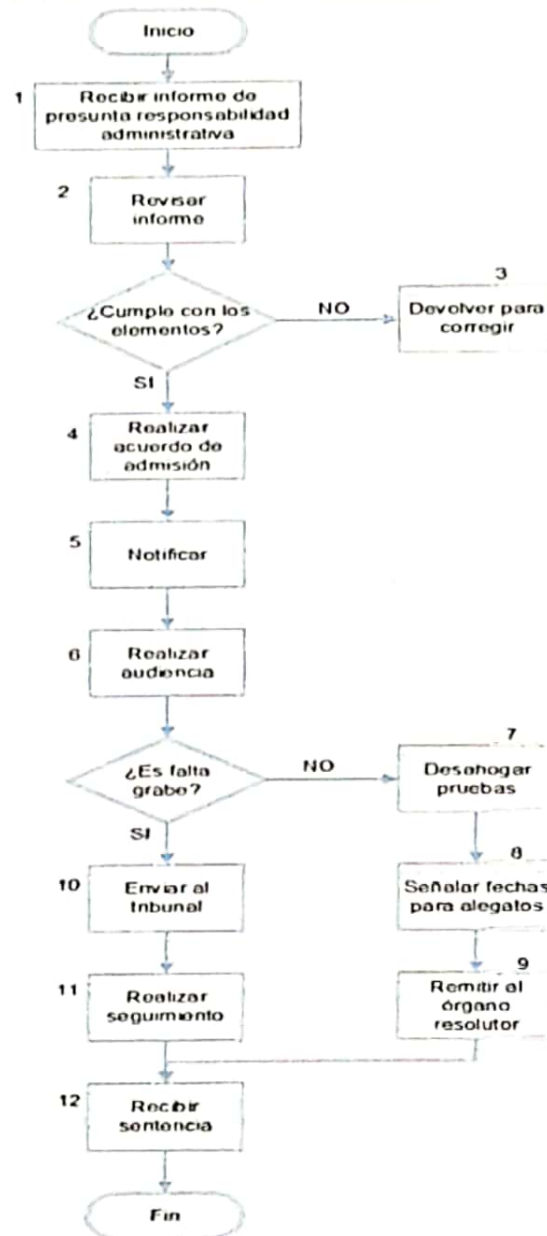 Inicio
1
Recibir informe de
presunta responsabilidad
administrativa
2
Revisar
informe
¿Cumple con los
elementos?
NO
3
Devolver para
corregir
SI
4
Realizar
acuerdo de
admisión
5
Notificar
6
Realizar
audiencia
¿Es falta
grabe?
NO
7
Desahogar
pruebas
8
Señalar fechas
para alegatos
9
Remitir al
órgano
resolutor
SI
10
Enviar al
tribunal
11
Realizar
seguimiento
12
Recibir
sentencia
Fin